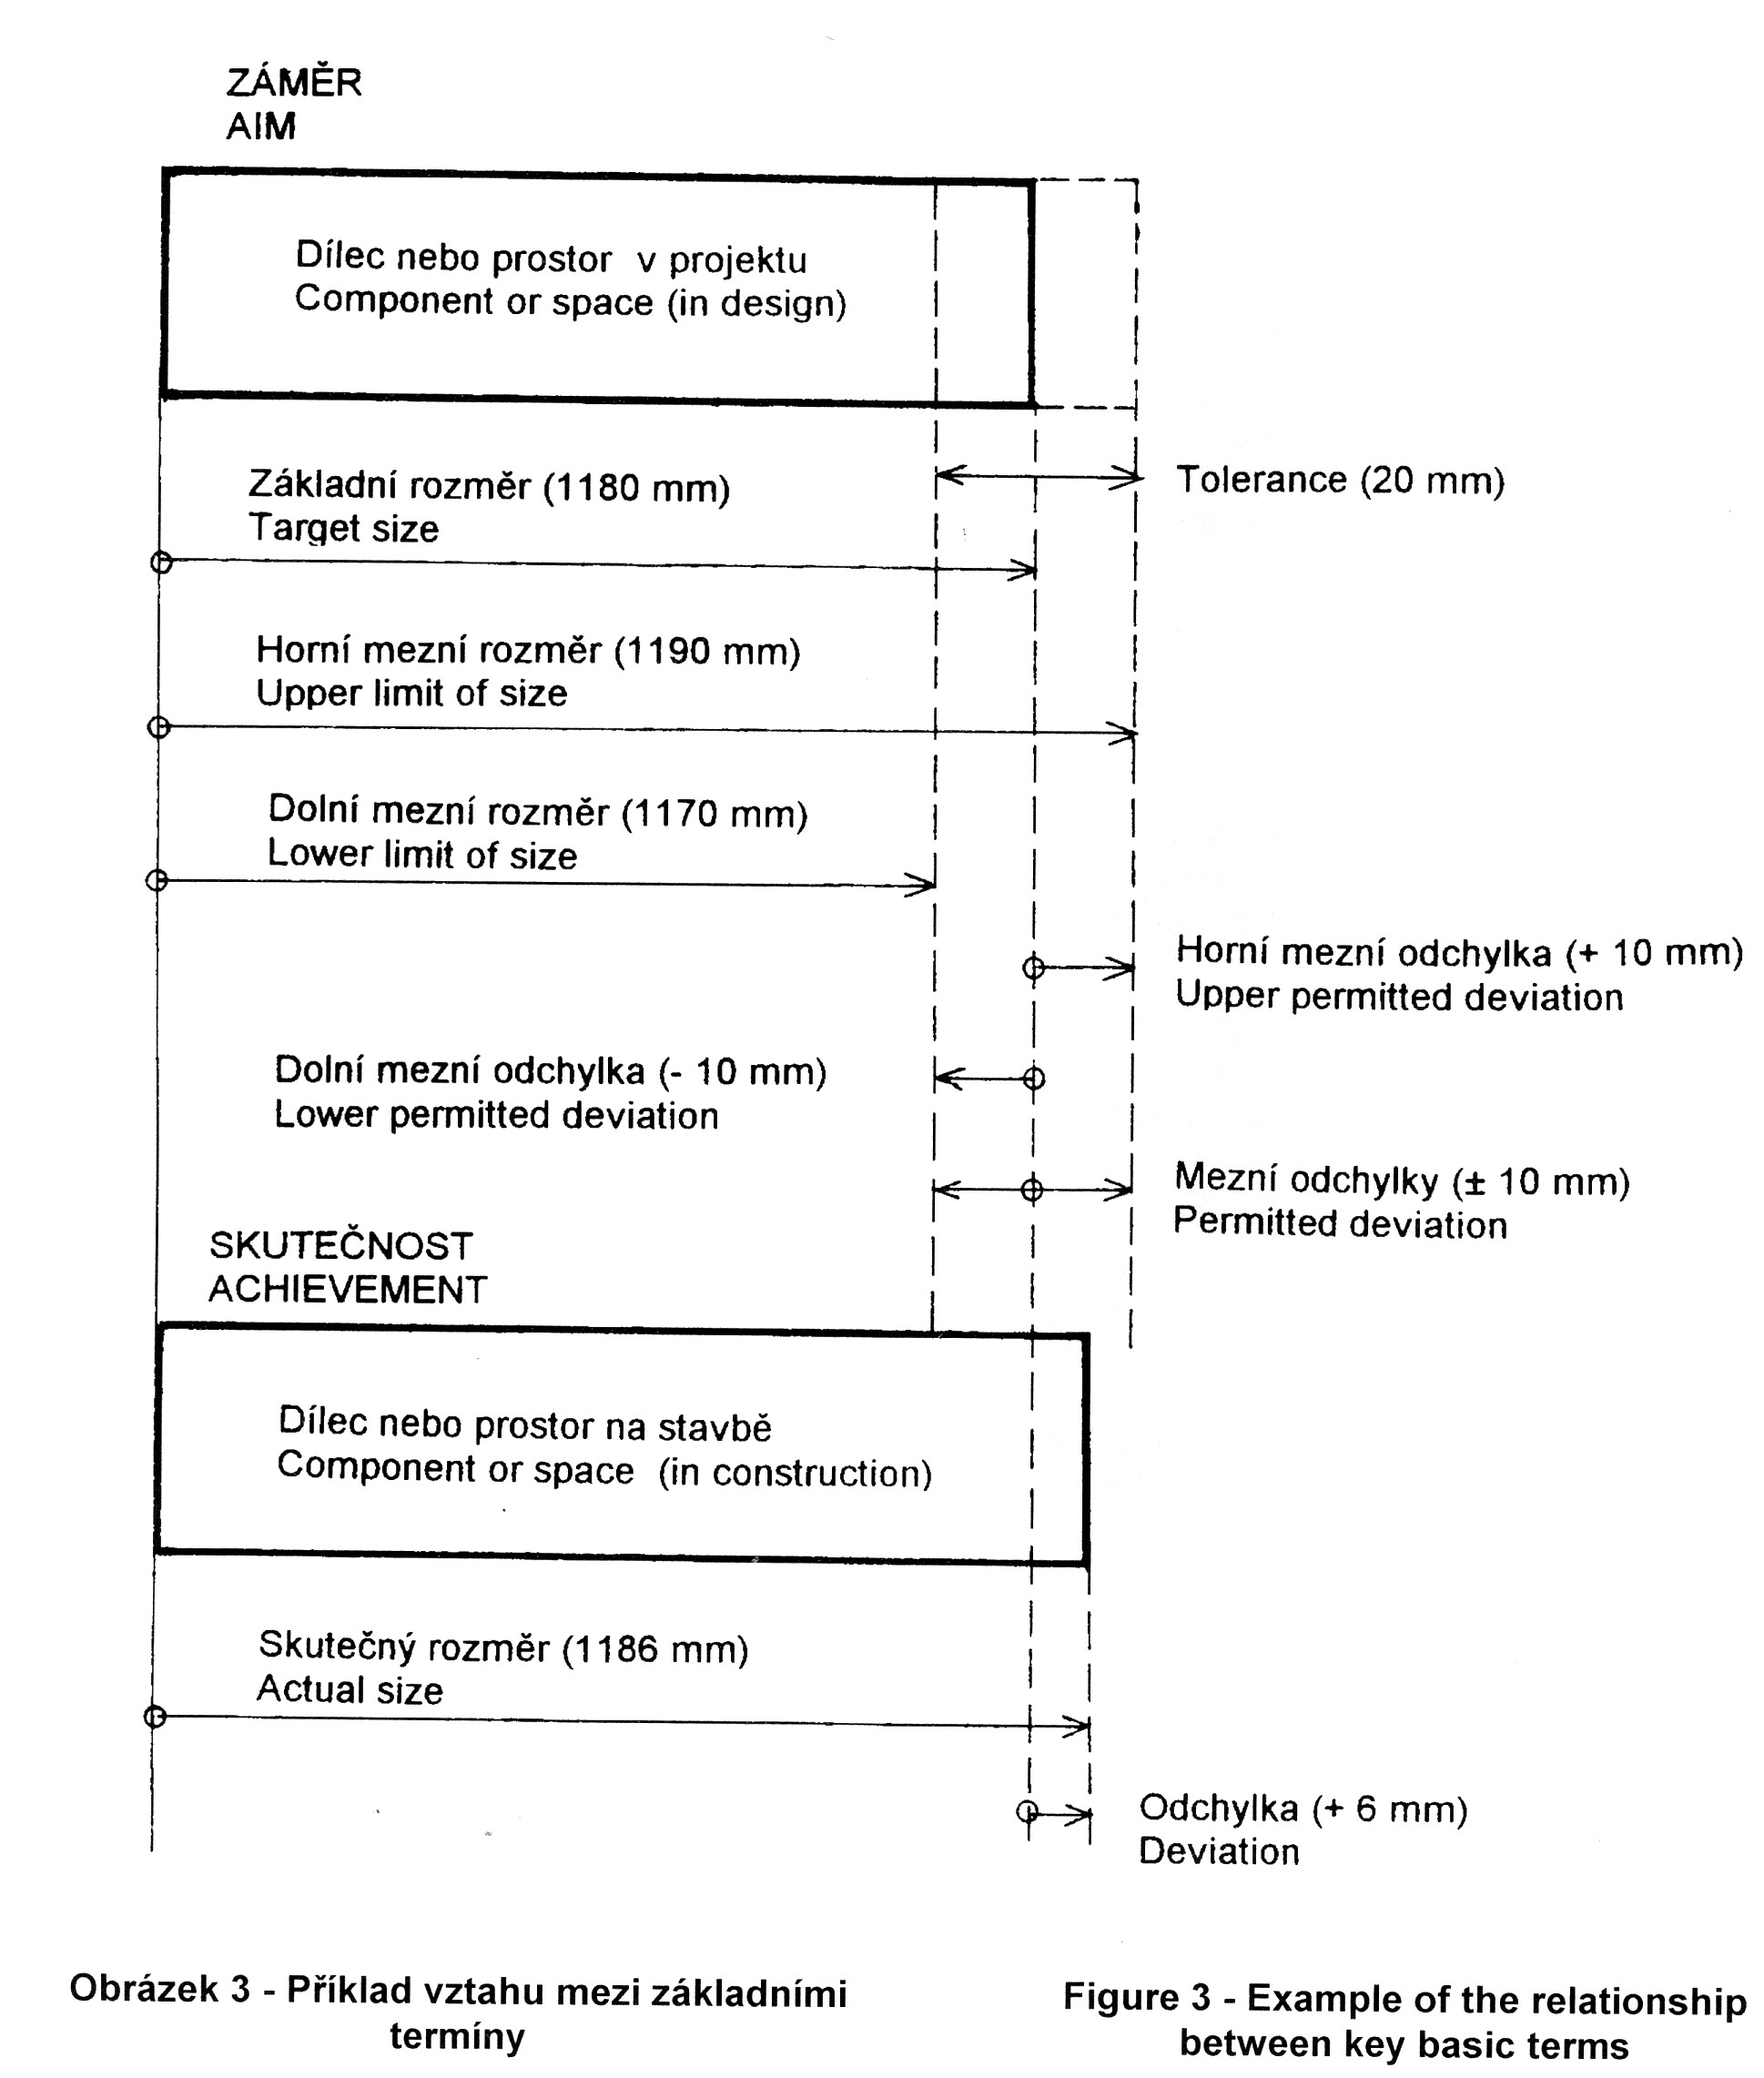 ZÁMĚR
AIM
Dílec nebo prostor v projektu
Component or space (in design)
Základní rozměr (1180 mm)
Target size
Tolerance (20 mm)
Horní mezní rozměr (1190 mm)
Upper limit of size
Dolní mezní rozměr (1170 mm)
Lower limit of size
Horní mezní odchylka (+ 10 mm)
Upper permitted deviation
Dolní mezní odchylka (- 10 mm)
Lower permitted deviation
Mezní odchylky (± 10 mm)
Permitted deviation
SKUTEČNOST
ACHIEVEMENT
Dílec nebo prostor na stavbě
Component or space (in construction)
Skutečný rozměr (1186 mm)
Actual size
Odchylka (+ 6 mm)
Deviation
Obrázek 3 - Příklad vztahu mezi základními
termíny
Figure 3 - Example of the relationship
between key basic terms